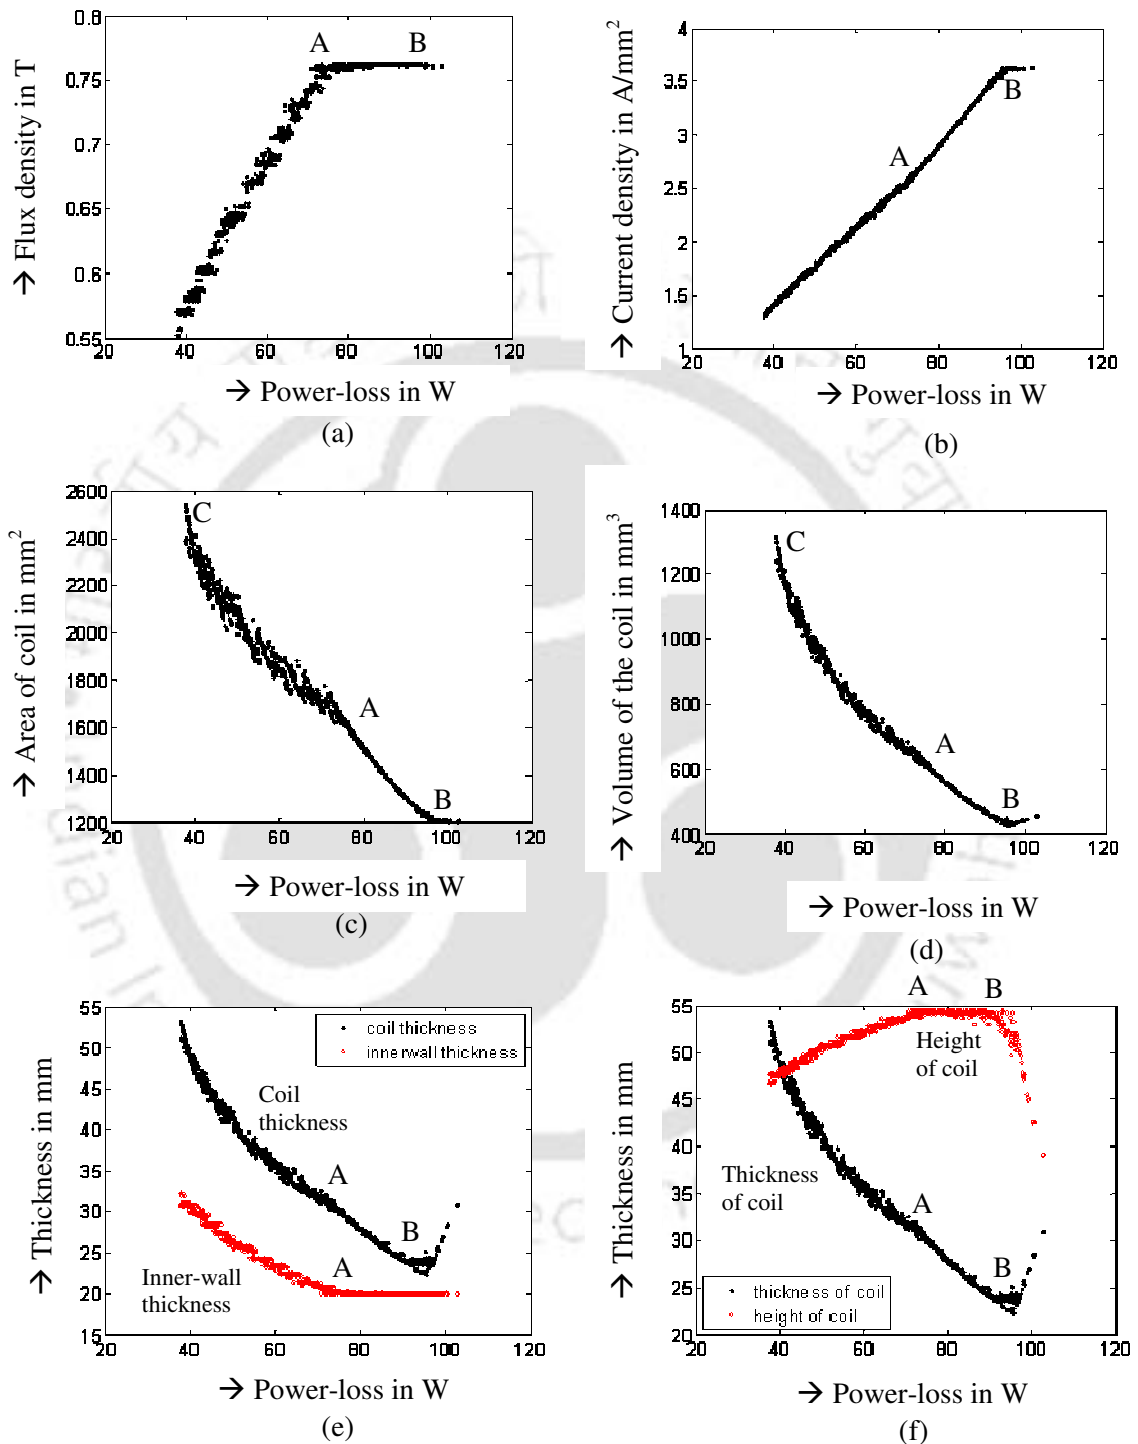 0.8
0.75
0.7
0.65
0.6
0.55
20
40
60
80
100
120
A
B
→ Flux density in T
→ Power-loss in W
(a)
4
3.5
3
2.5
2
1.5
1
20
40
60
80
100
120
A
B
→ Current density in A/mm²
→ Power-loss in W
(b)
2600
2400
2200
2000
1800
1600
1400
1200
20
40
60
80
100
120
C
A
B
→ Area of coil in mm²
→ Power-loss in W
(c)
1400
1200
1000
800
600
400
20
40
60
80
100
120
C
A
B
→ Volume of the coil in mm³
→ Power-loss in W
(d)
55
50
45
40
35
30
25
20
15
20
40
60
80
100
120
coil thickness
innerwall thickness
Coil
thickness
A
B
A
Inner-wall
thickness
→ Thickness in mm
→ Power-loss in W
(e)
55
50
45
40
35
30
25
20
20
40
60
80
100
120
A
B
Height
of coil
Thickness
of coil
A
B
thickness of coil
height of coil
→ Thickness in mm
→ Power-loss in W
(f)